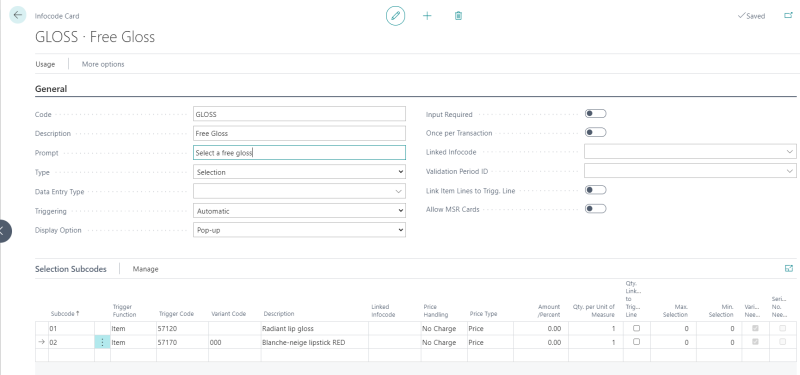 Infocode Card
Saved
GLOSS · Free Gloss
Usage
More options
General
Code
GLOSS
Input Required
Description
Free Gloss
Once per Transaction
Prompt
Select a free gloss
Linked Infocode
Type
Selection
Validation Period ID
Data Entry Type
Link Item Lines to Trigg. Line
Triggering
Automatic
Allow MSR Cards
Display Option
Pop-up
Selection Subcodes
Manage
Subcode ↑
Trigger Function
Trigger Code
Variant Code
Description
Linked Infocode
Price Handling
Price Type
Amount /Percent
Qty. per Unit of Measure
Qty. Link... to Trig... Line
Max. Selection
Min. Selection
Vari... Nee...
Seri... No. Nee...
01 Item 57120 Radiant lip gloss No Charge Price 0.00 1 0 0
02 Item 57170 000 Blanche-neige lipstick RED No Charge Price 0.00 1 0 0